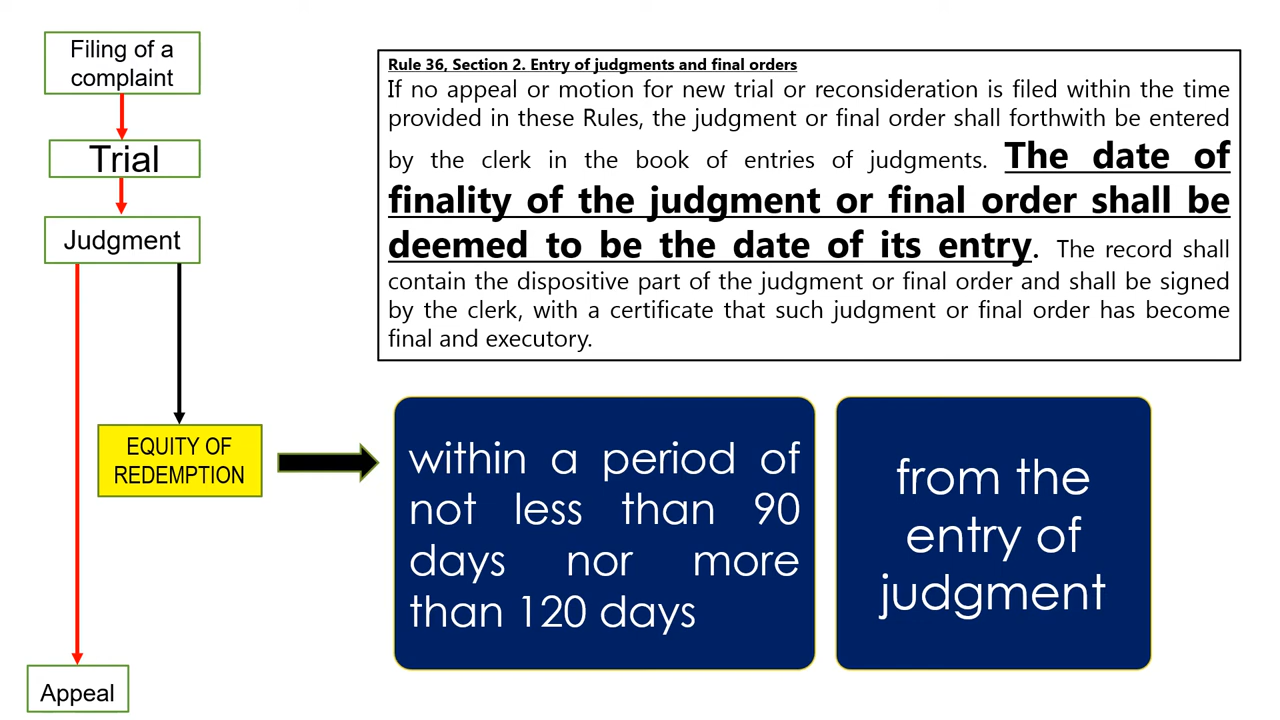 Filing of a
complaint
Trial
Judgment
EQUITY OF
REDEMPTION
Appeal
Rule 36, Section 2. Entry of judgments and final orders
If no appeal or motion for new trial or reconsideration is filed within the time
provided in these Rules, the judgment or final order shall forthwith be entered
by the clerk in the book of entries of judgments. The date of
finality of the judgment or final order shall be
deemed to be the date of its entry. The record shall
contain the dispositive part of the judgment or final order and shall be signed
by the clerk, with a certificate that such judgment or final order has become
final and executory.
within a period of
not less than 90
days nor more
than 120 days
from the
entry of
judgment